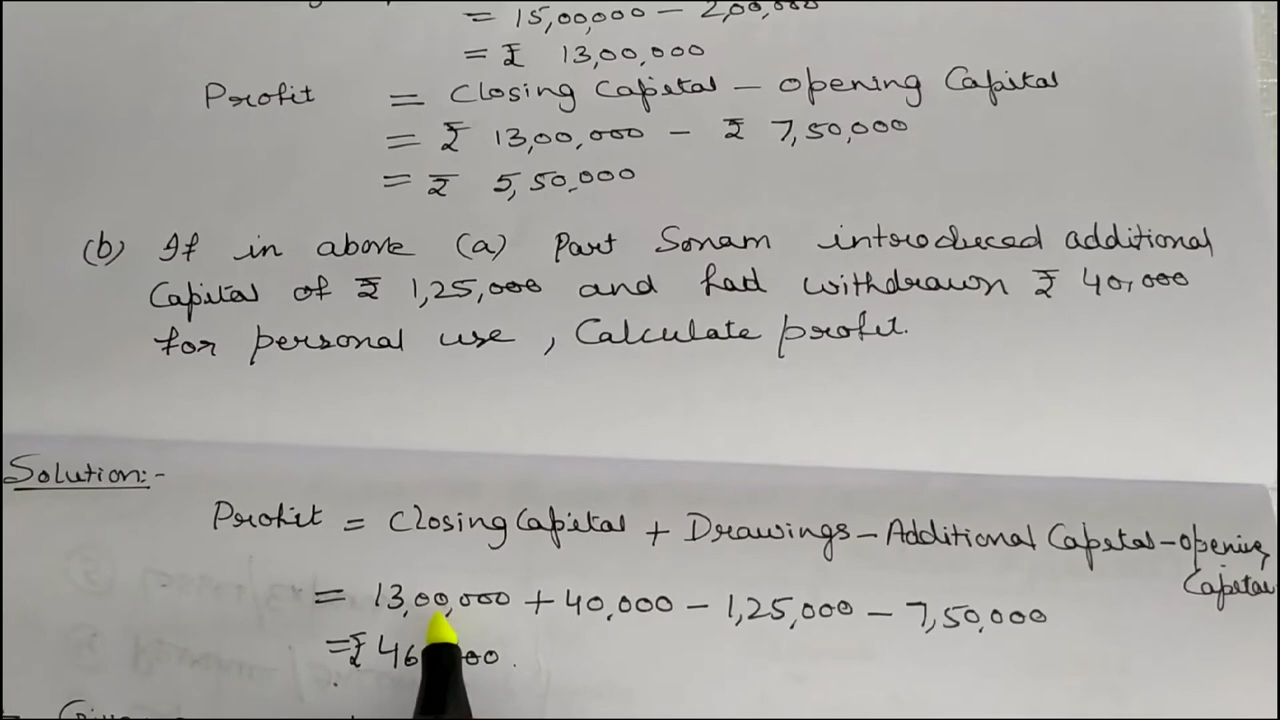 = 15,00,000 − 2,00,000
= ₹ 13,00,000
Profit = Closing Capital − Opening Capital
= ₹ 13,00,000 − ₹ 7,50,000
= ₹ 5,50,000
(b) If in above (a) Part Sonam introduced additional
Capital of ₹ 1,25,000 and had withdrawn ₹ 40,000
for personal use, Calculate profit.
Solution:-
Profit = Closing Capital + Drawings − Additional Capital − Opening
Capital
= 13,00,000 + 40,000 − 1,25,000 − 7,50,000